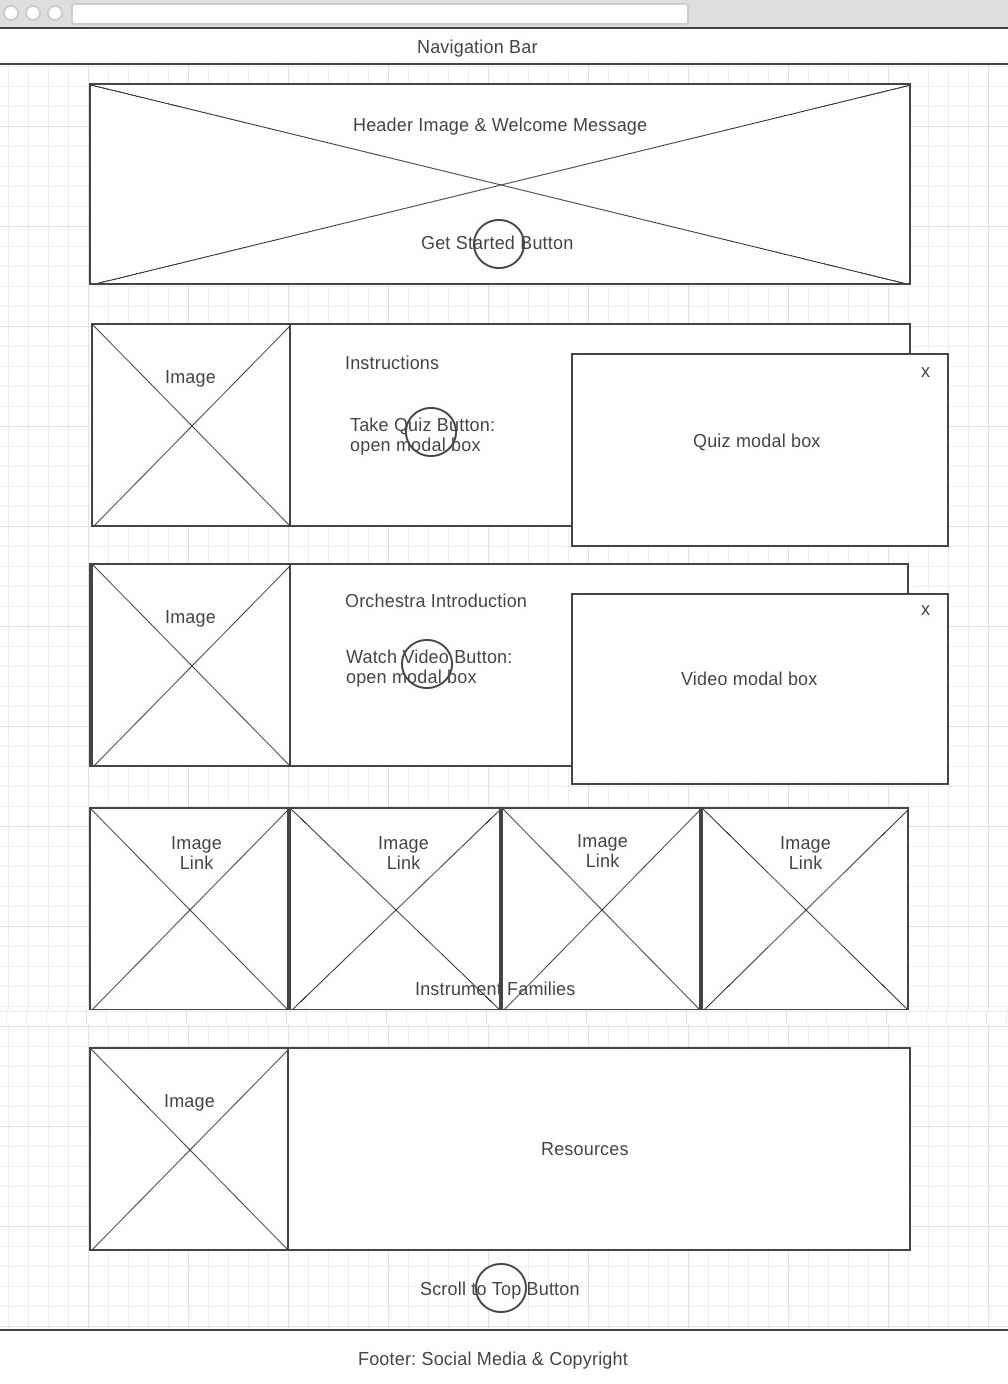 Navigation Bar
Header Image & Welcome Message
Get Started Button
Image
Instructions
Take Quiz Button:
open modal box
x
Quiz modal box
Image
Orchestra Introduction
Watch Video Button:
open modal box
x
Video modal box
Image
Link
Image
Link
Image
Link
Image
Link
Instrument Families
Image
Resources
Scroll to Top Button
Footer: Social Media & Copyright